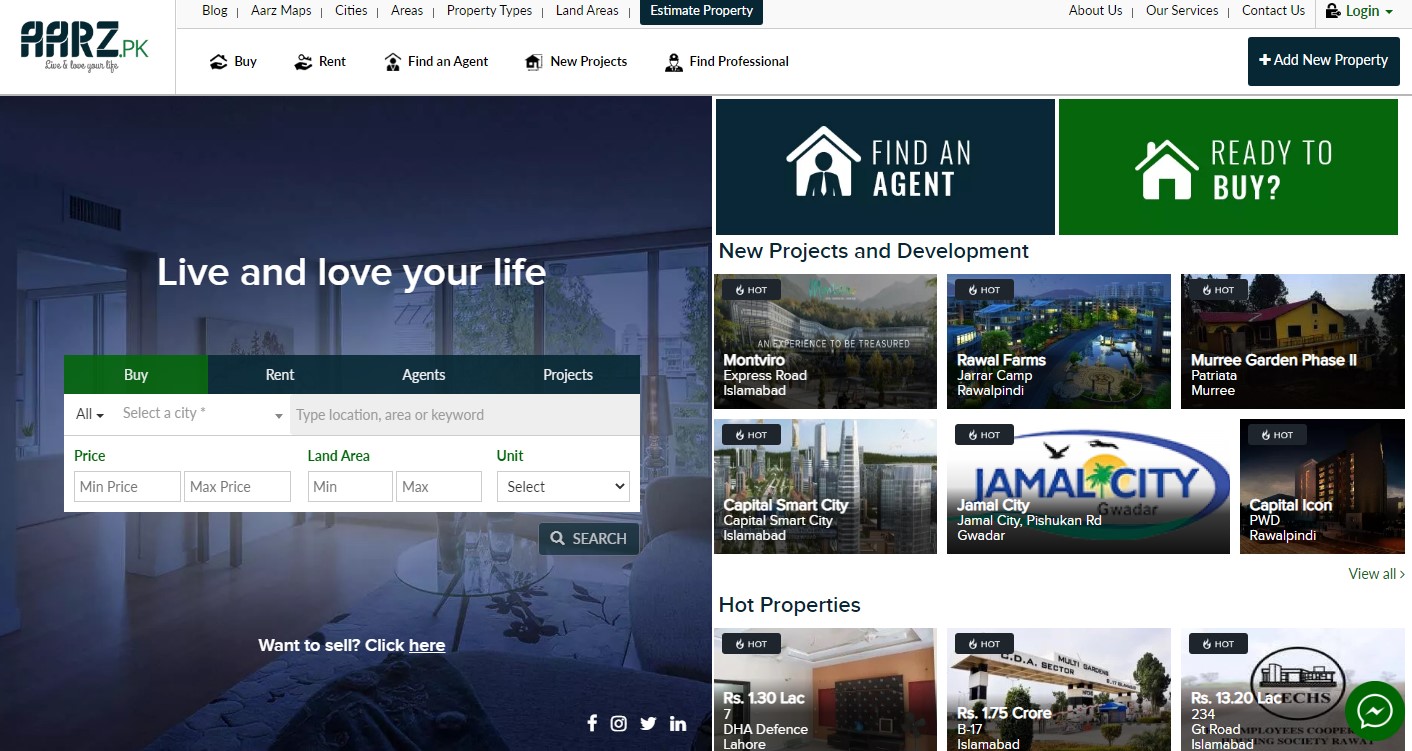 Blog | Aarz Maps | Cities | Areas | Property Types | Land Areas | Estimate Property
About Us | Our Services | Contact Us Login
AARZ.PK
Live & love your life
Buy Rent Find an Agent New Projects Find Professional
+ Add New Property
Live and love your life
Buy Rent Agents Projects
All Select a city * Type location, area or keyword
Price Land Area Unit
Min Price Max Price Min Max Select
SEARCH
Want to sell? Click here
FIND AN
AGENT
READY TO
BUY?
New Projects and Development
HOT
AN EXPERIENCE TO BE TREASURED
Montviro
Express Road
Islamabad
HOT
Rawal Farms
Jarrar Camp
Rawalpindi
HOT
Murree Garden Phase II
Patriata
Murree
HOT
Capital Smart City
Capital Smart City
Islamabad
HOT
JAMAL CITY
Gwadar
Jamal City
Jamal City, Pishukan Rd
Gwadar
HOT
Capital Icon
PWD
Rawalpindi
View all >
Hot Properties
HOT
Rs. 1.30 Lac
7
DHA Defence
Lahore
HOT
C.D.A. SECTOR
MULTI GARDENS
Rs. 1.75 Crore
B-17
Islamabad
HOT
ECHS
Rs. 13.20 Lac
234
Gt Road
Islamabad